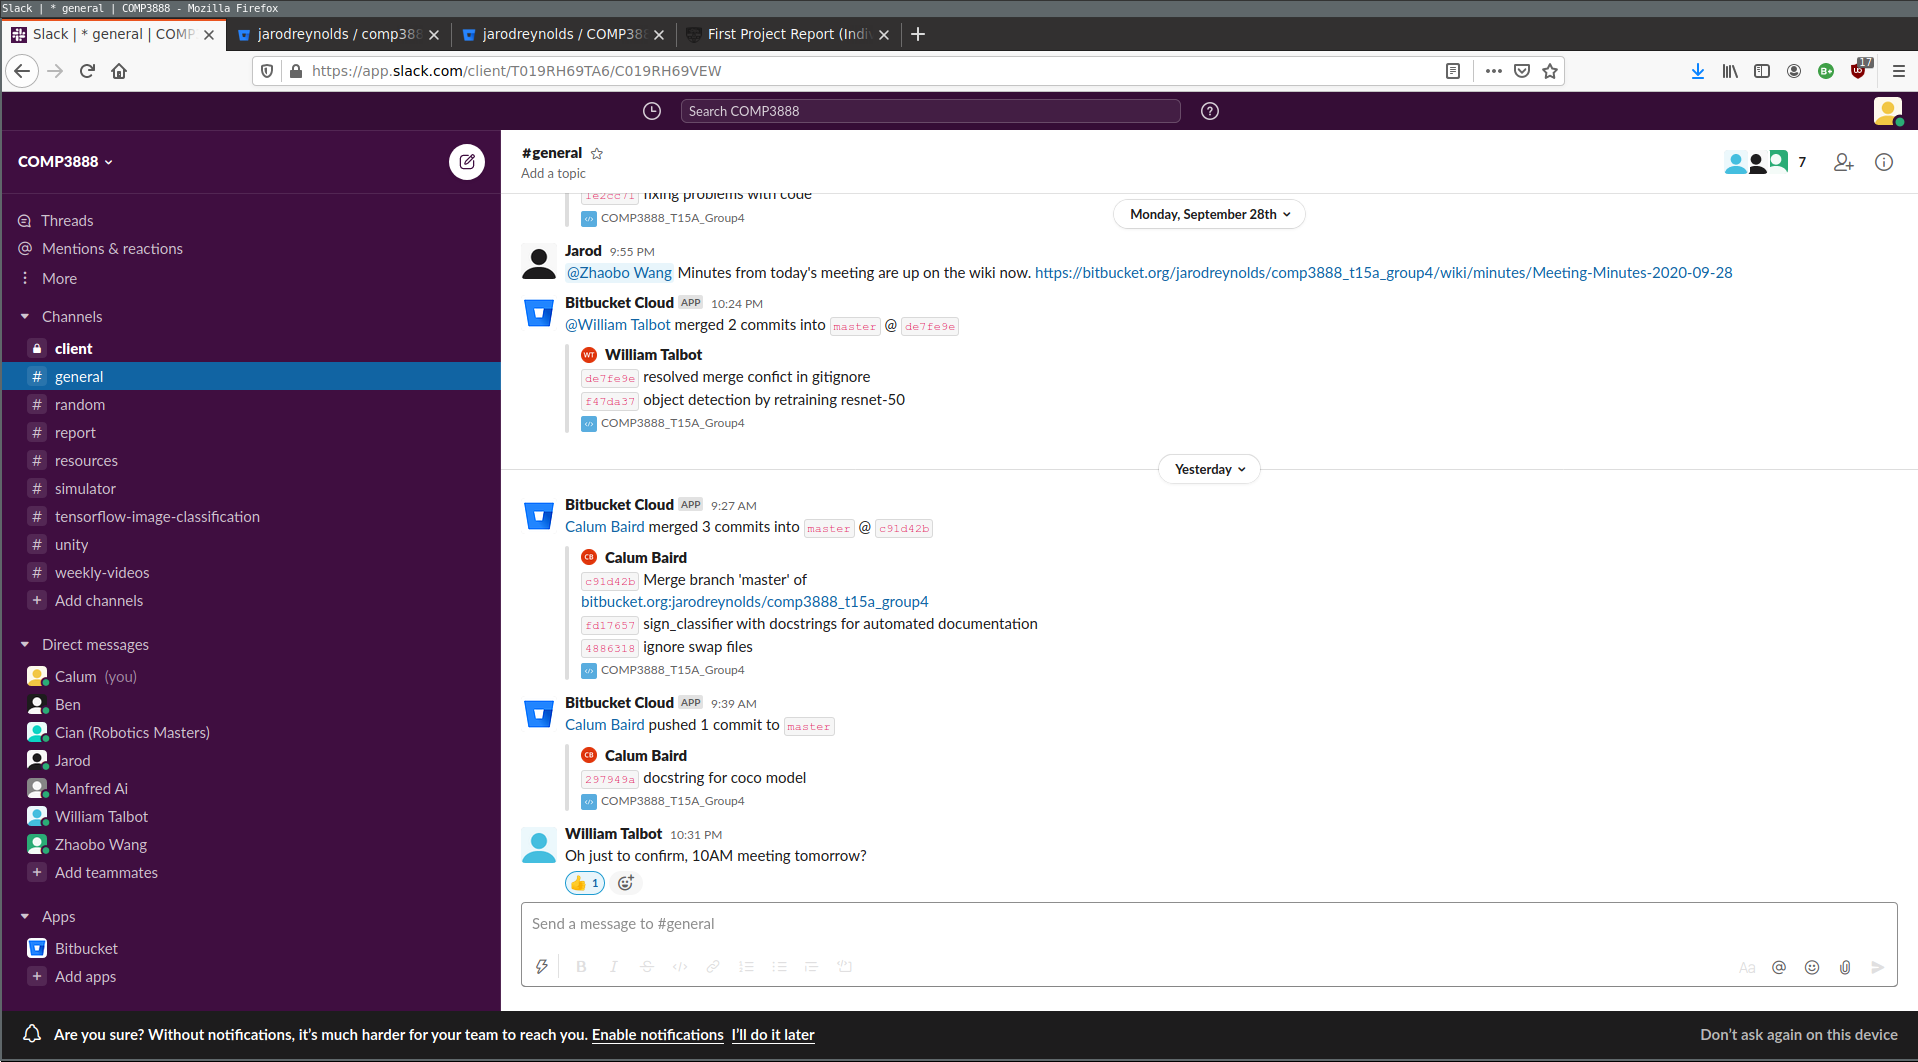 Slack | * general | COMP3888 - Mozilla Firefox
Slack | * general | COMP
jarodreynolds / comp388
jarodreynolds / COMP38
First Project Report (Indi
https://app.slack.com/client/T019RH69TA6/C019RH69VEW
17
Search COMP3888
COMP3888
#general
Add a topic
7
Threads
Mentions & reactions
More
Channels
client
# general
# random
# report
# resources
# simulator
# tensorflow-image-classification
# unity
# weekly-videos
+ Add channels
Direct messages
Calum (you)
Ben
Cian (Robotics Masters)
Jarod
Manfred Ai
William Talbot
Zhaobo Wang
+ Add teammates
Apps
Bitbucket
+ Add apps
1e2cc71 fixing problems with code
COMP3888_T15A_Group4
Monday, September 28th
Jarod 9:55 PM
@Zhaobo Wang Minutes from today's meeting are up on the wiki now. https://bitbucket.org/jarodreynolds/comp3888_t15a_group4/wiki/minutes/Meeting-Minutes-2020-09-28
Bitbucket Cloud APP 10:24 PM
@William Talbot merged 2 commits into master @ de7fe9e
WT William Talbot
de7fe9e resolved merge confict in gitignore
f47da37 object detection by retraining resnet-50
COMP3888_T15A_Group4
Yesterday
Bitbucket Cloud APP 9:27 AM
Calum Baird merged 3 commits into master @ c91d42b
CB Calum Baird
c91d42b Merge branch 'master' of
bitbucket.org:jarodreynolds/comp3888_t15a_group4
fd17657 sign_classifier with docstrings for automated documentation
4886318 ignore swap files
COMP3888_T15A_Group4
Bitbucket Cloud APP 9:39 AM
Calum Baird pushed 1 commit to master
CB Calum Baird
297949a docstring for coco model
COMP3888_T15A_Group4
William Talbot 10:31 PM
Oh just to confirm, 10AM meeting tomorrow?
👍 1
Send a message to #general
B I S Aa @
Are you sure? Without notifications, it's much harder for your team to reach you. Enable notifications I'll do it later
Don't ask again on this device